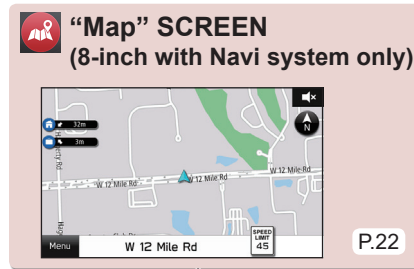 “Map” SCREEN
(8-inch with Navi system only)
32m
3m
N
W 12 Mile Rd
W 12 Mile Rd
W 12 Mile Rd
Menu
W 12 Mile Rd
SPEED
LIMIT
45
P.22